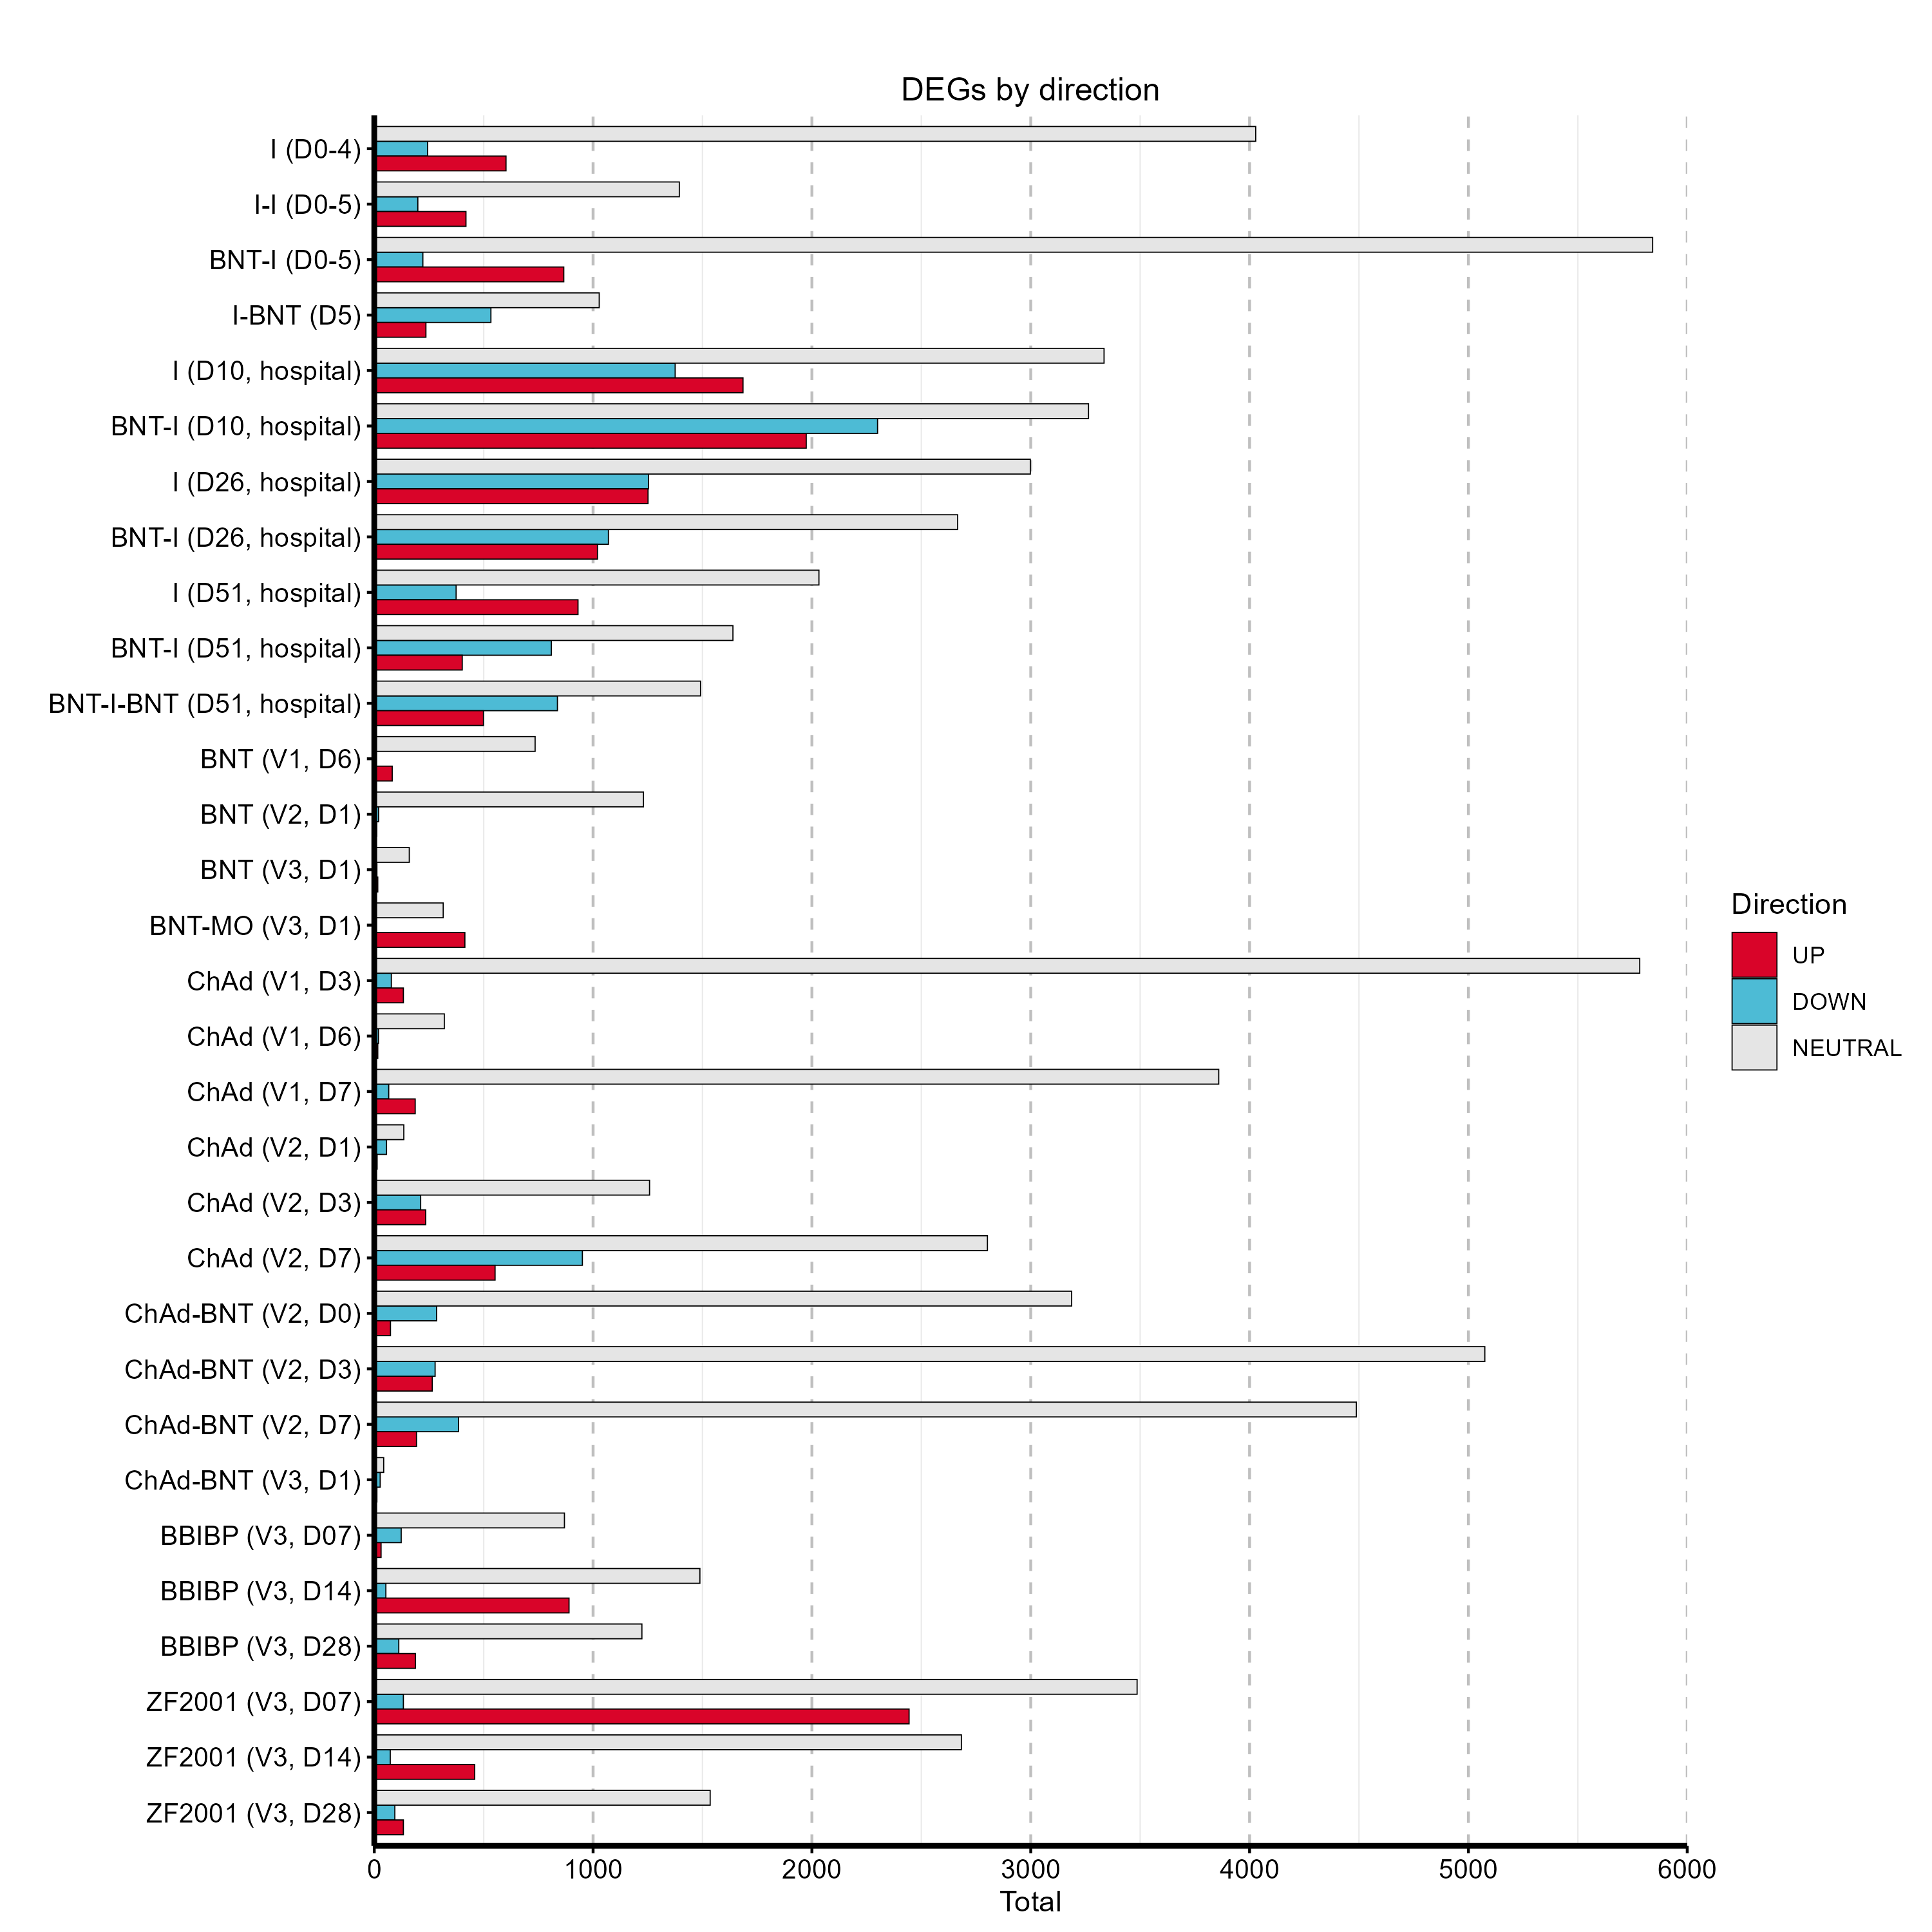 DEGs by direction
I (D0-4)
I-I (D0-5)
BNT-I (D0-5)
I-BNT (D5)
I (D10, hospital)
BNT-I (D10, hospital)
I (D26, hospital)
BNT-I (D26, hospital)
I (D51, hospital)
BNT-I (D51, hospital)
BNT-I-BNT (D51, hospital)
BNT (V1, D6)
BNT (V2, D1)
BNT (V3, D1)
BNT-MO (V3, D1)
ChAd (V1, D3)
ChAd (V1, D6)
ChAd (V1, D7)
ChAd (V2, D1)
ChAd (V2, D3)
ChAd (V2, D7)
ChAd-BNT (V2, D0)
ChAd-BNT (V2, D3)
ChAd-BNT (V2, D7)
ChAd-BNT (V3, D1)
BBIBP (V3, D07)
BBIBP (V3, D14)
BBIBP (V3, D28)
ZF2001 (V3, D07)
ZF2001 (V3, D14)
ZF2001 (V3, D28)
0 1000 2000 3000 4000 5000 6000
Total
Direction
UP
DOWN
NEUTRAL